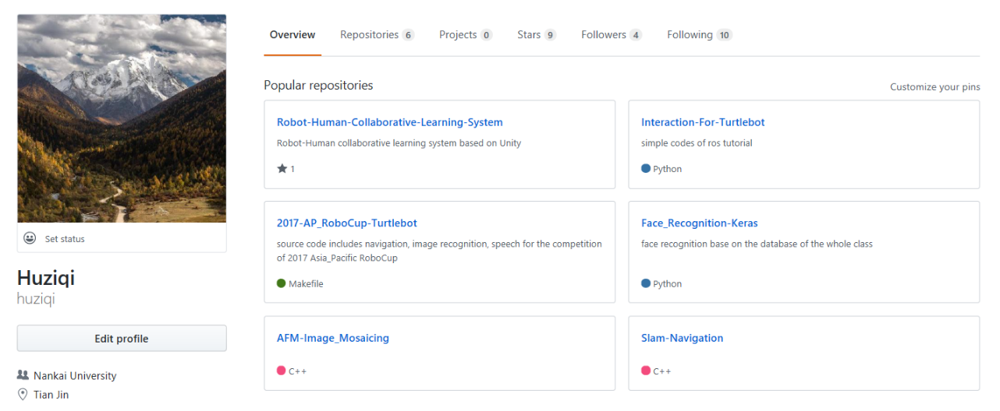 Overview Repositories 6 Projects 0 Stars 9 Followers 4 Following 10
Popular repositories
Customize your pins
Robot-Human-Collaborative-Learning-System
Robot-Human collaborative learning system based on Unity
1
Interaction-For-Turtlebot
simple codes of ros tutorial
Python
2017-AP_RoboCup-Turtlebot
source code includes navigation, image recognition, speech for the competition
of 2017 Asia_Pacific RoboCup
Makefile
Face_Recognition-Keras
face recognition base on the database of the whole class
Python
AFM-Image_Mosaicing
C++
Slam-Navigation
C++
Set status
Huziqi
huziqi
Edit profile
Nankai University
Tian Jin